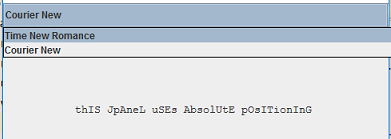 Courier New
Time New Romance
Courier New
thIS JpAneL uSEs AbsolUtE pOsITionInG